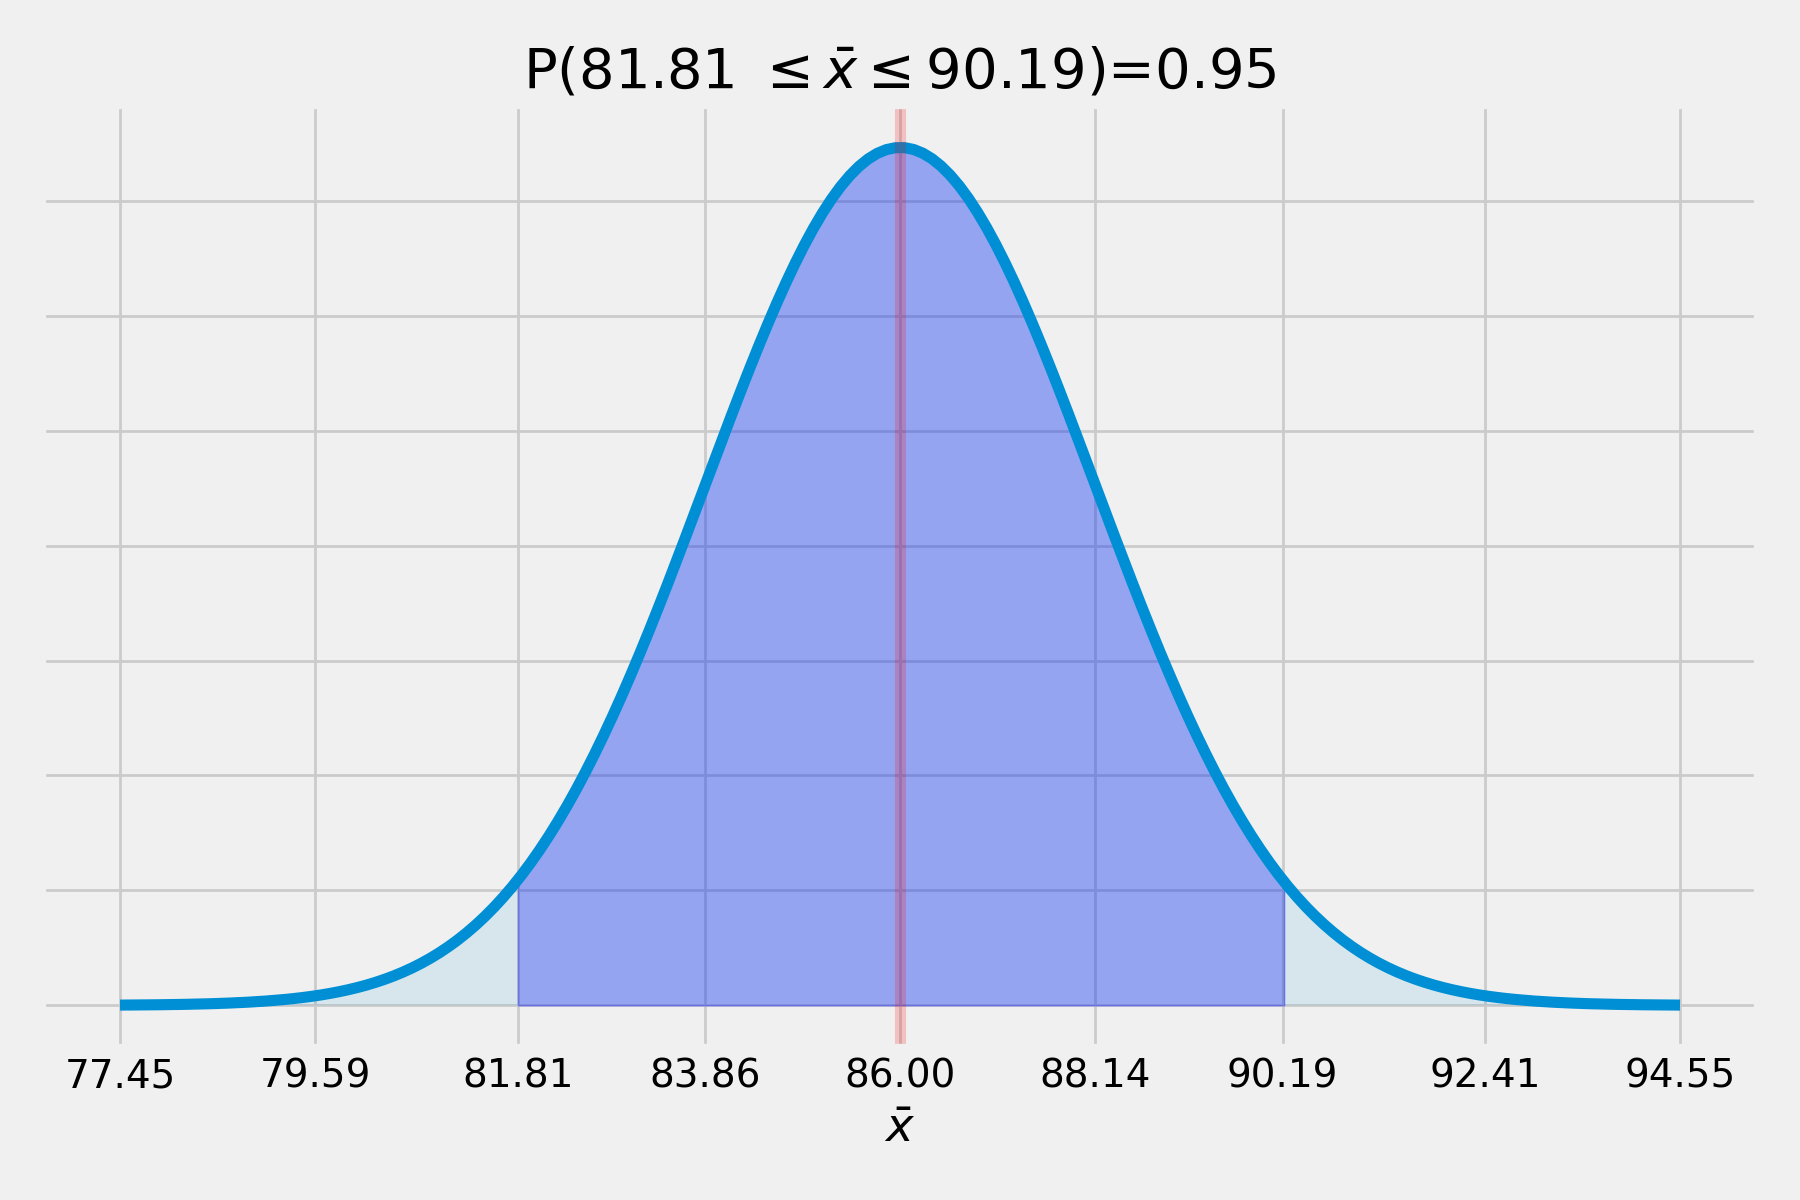 P(81.81 ≤ x̄ ≤ 90.19)=0.95
77.45 79.59 81.81 83.86 86.00 88.14 90.19 92.41 94.55
x̄